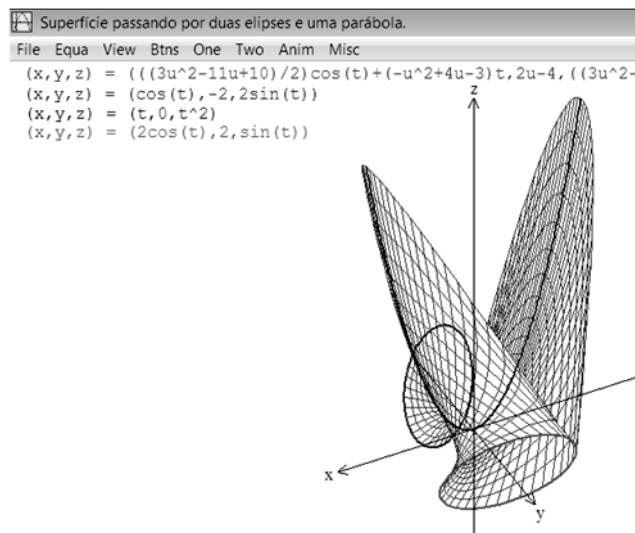 Superfície passando por duas elipses e uma parábola.
File Equa View Btns One Two Anim Misc
(x,y,z) = (((3u^2-11u+10)/2)cos(t)+(-u^2+4u-3)t,2u-4,((3u^2-
(x,y,z) = (cos(t),-2,2sin(t))
(x,y,z) = (t,0,t^2)
(x,y,z) = (2cos(t),2,sin(t))
z
x
y